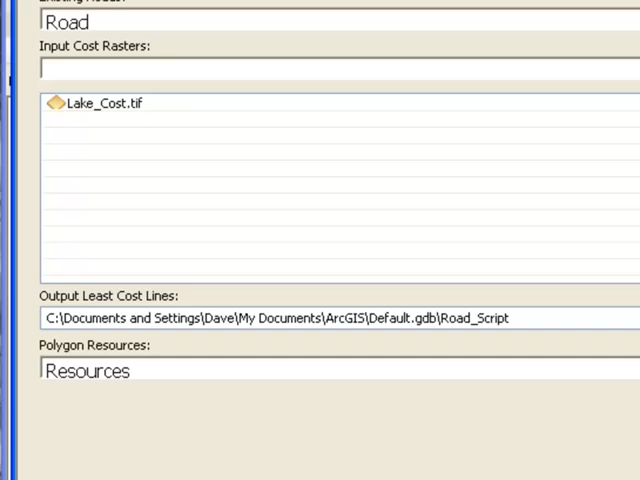 Road
Input Cost Rasters:
Lake_Cost.tif
Output Least Cost Lines:
C:\Documents and Settings\Dave\My Documents\ArcGIS\Default.gdb\Road_Script
Polygon Resources:
Resources